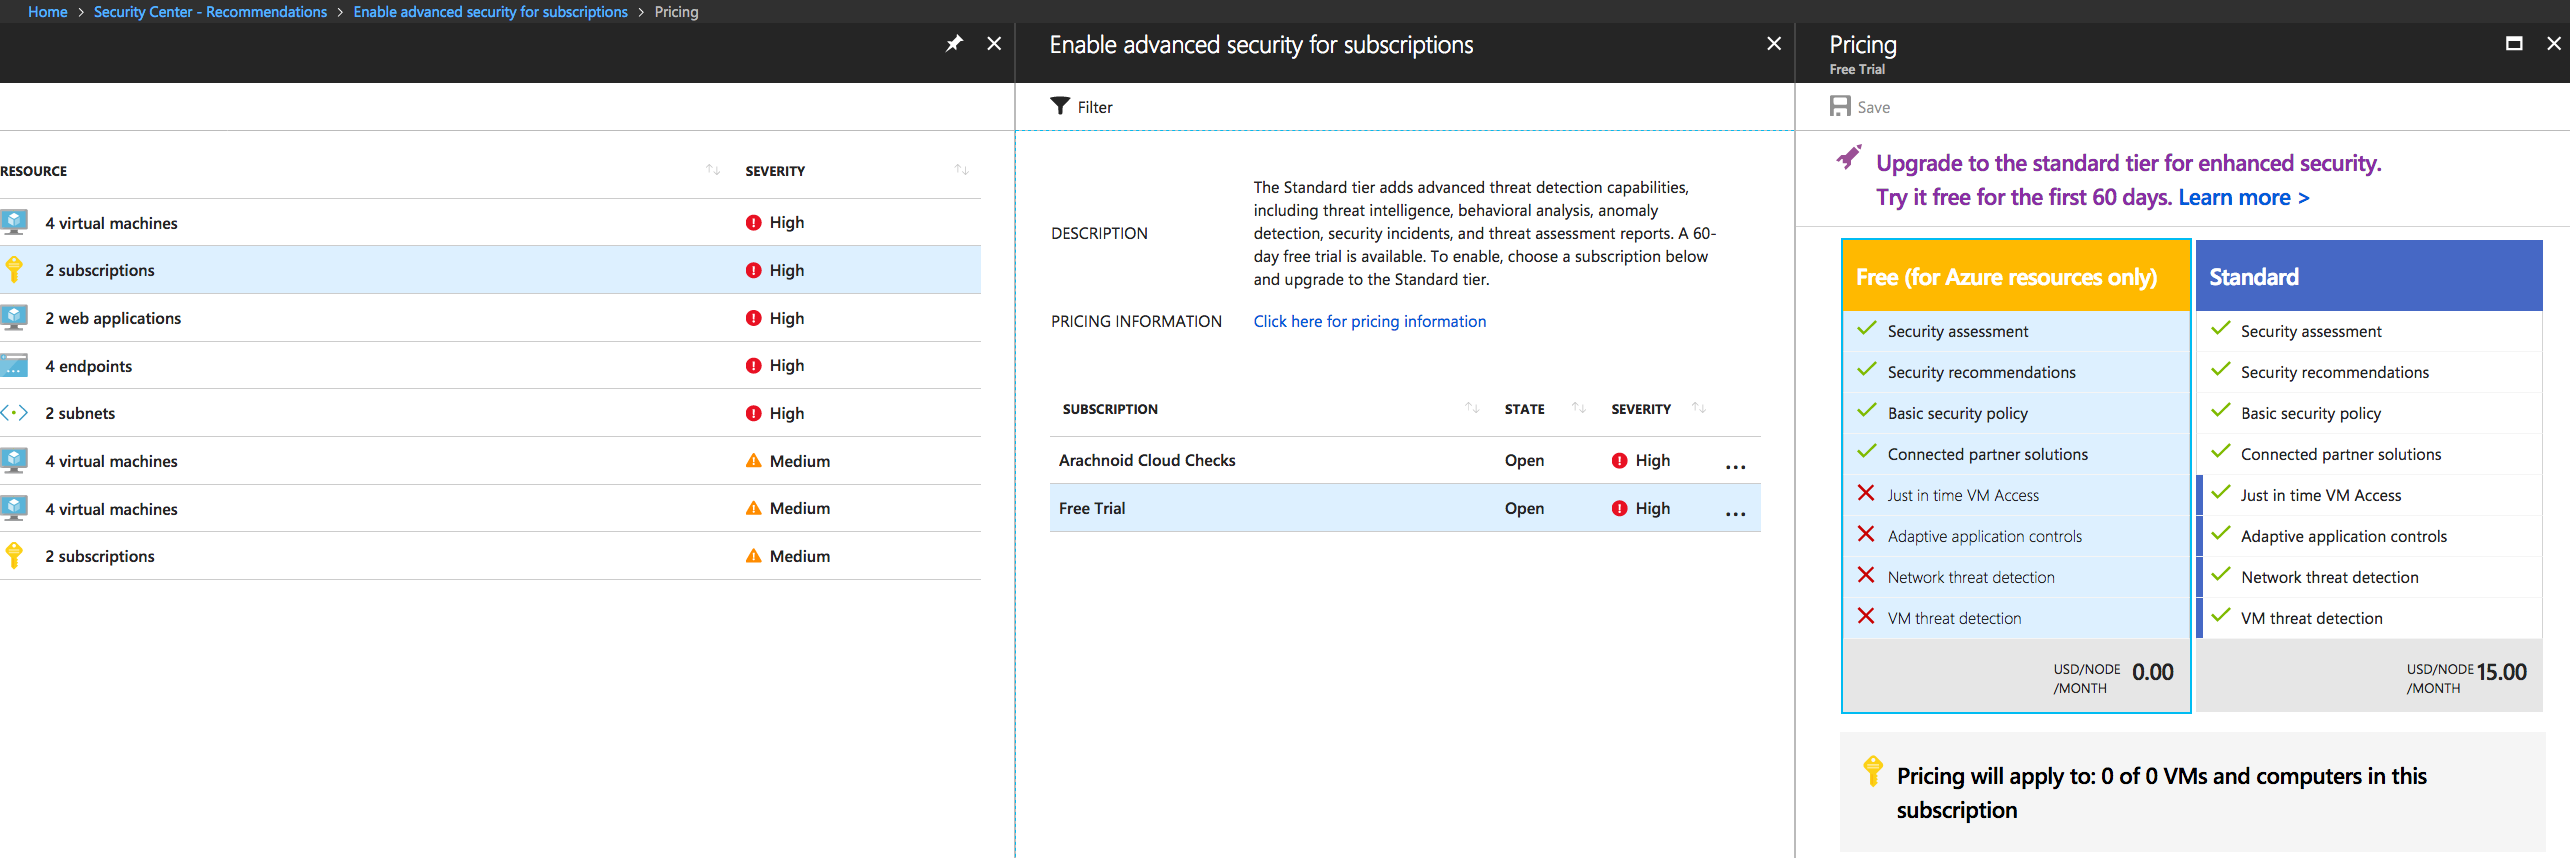 Home > Security Center - Recommendations > Enable advanced security for subscriptions > Pricing
RESOURCE SEVERITY
4 virtual machines High
2 subscriptions High
2 web applications High
4 endpoints High
2 subnets High
4 virtual machines Medium
4 virtual machines Medium
2 subscriptions Medium
Enable advanced security for subscriptions
Filter
DESCRIPTION
The Standard tier adds advanced threat detection capabilities,
including threat intelligence, behavioral analysis, anomaly
detection, security incidents, and threat assessment reports. A 60-
day free trial is available. To enable, choose a subscription below
and upgrade to the Standard tier.
PRICING INFORMATION Click here for pricing information
SUBSCRIPTION STATE SEVERITY
Arachnoid Cloud Checks Open High ...
Free Trial Open High ...
Pricing
Free Trial
Save
Upgrade to the standard tier for enhanced security.
Try it free for the first 60 days. Learn more >
Free (for Azure resources only)
Security assessment
Security recommendations
Basic security policy
Connected partner solutions
Just in time VM Access
Adaptive application controls
Network threat detection
VM threat detection
USD/NODE 0.00
/MONTH
Standard
Security assessment
Security recommendations
Basic security policy
Connected partner solutions
Just in time VM Access
Adaptive application controls
Network threat detection
VM threat detection
USD/NODE 15.00
/MONTH
Pricing will apply to: 0 of 0 VMs and computers in this
subscription